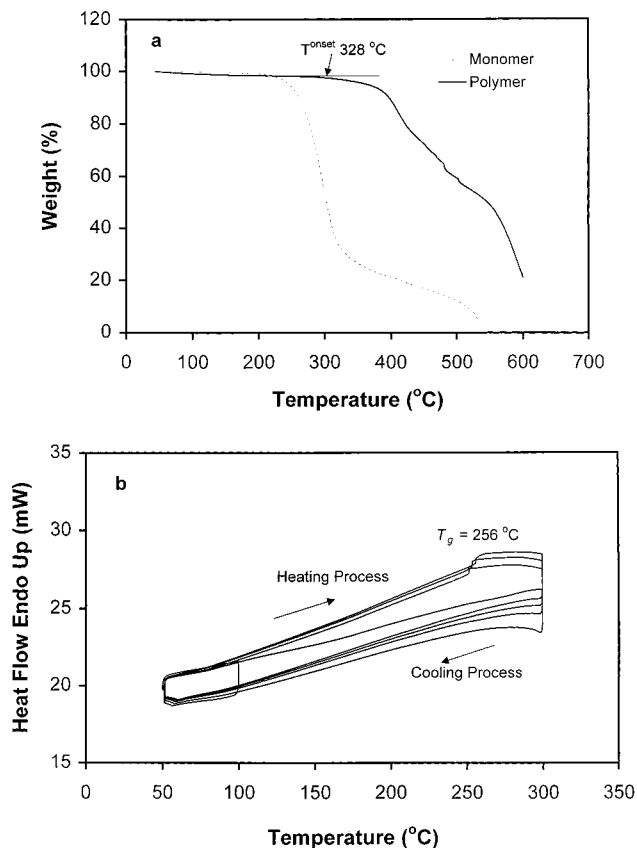 a
T^onset 328 °C
Monomer
Polymer
120
100
80
60
40
20
0
Weight (%)
0 100 200 300 400 500 600 700
Temperature (°C)
b
T_g = 256 °C
Heating Process
Cooling Process
35
30
25
20
15
Heat Flow Endo Up (mW)
0 50 100 150 200 250 300 350
Temperature (°C)